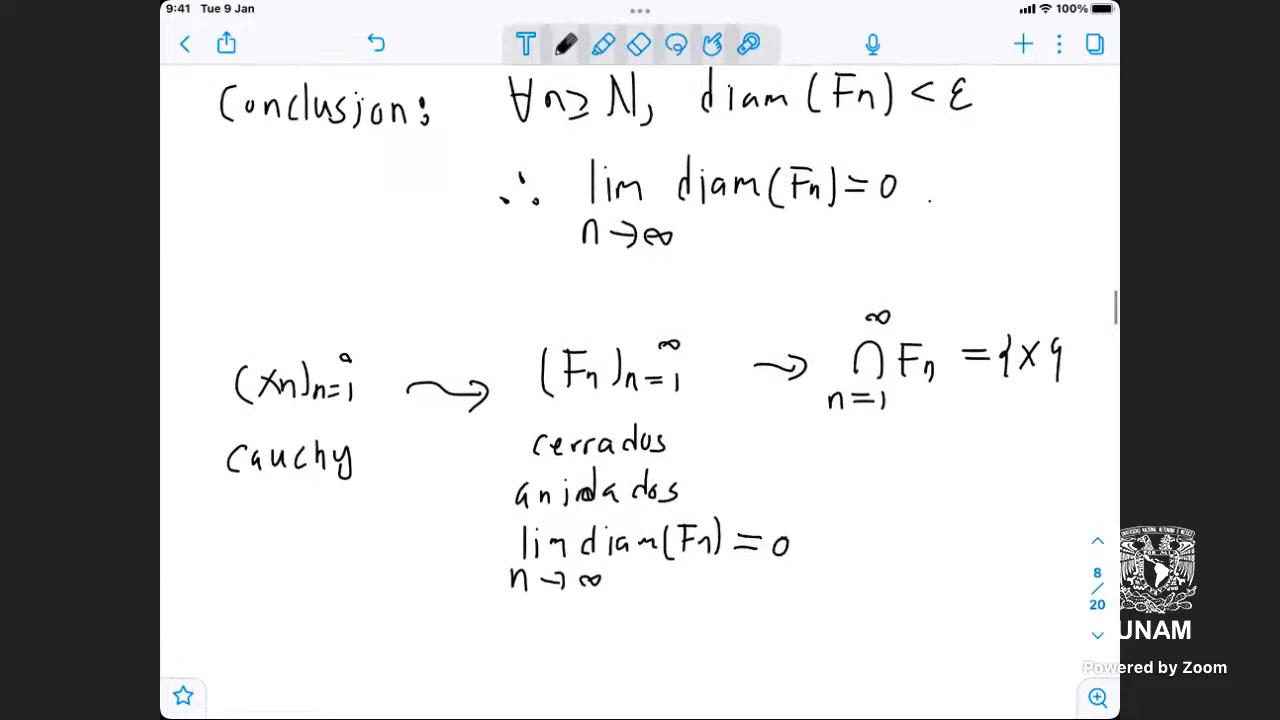 9:41 Tue 9 Jan
100%
T
Conclusion: ∀n≥N, diam(Fn)<ε
∴ lim diam(Fn)=0.
n→∞
(xn)n=1^∞ ⇝ (Fn)n=1^∞ ⇝ ∞
∩Fn={x}
n=1
cauchy
cerrados
anidados
lim diam(Fn)=0
n→∞
8
/
20
UNAM
Powered by Zoom